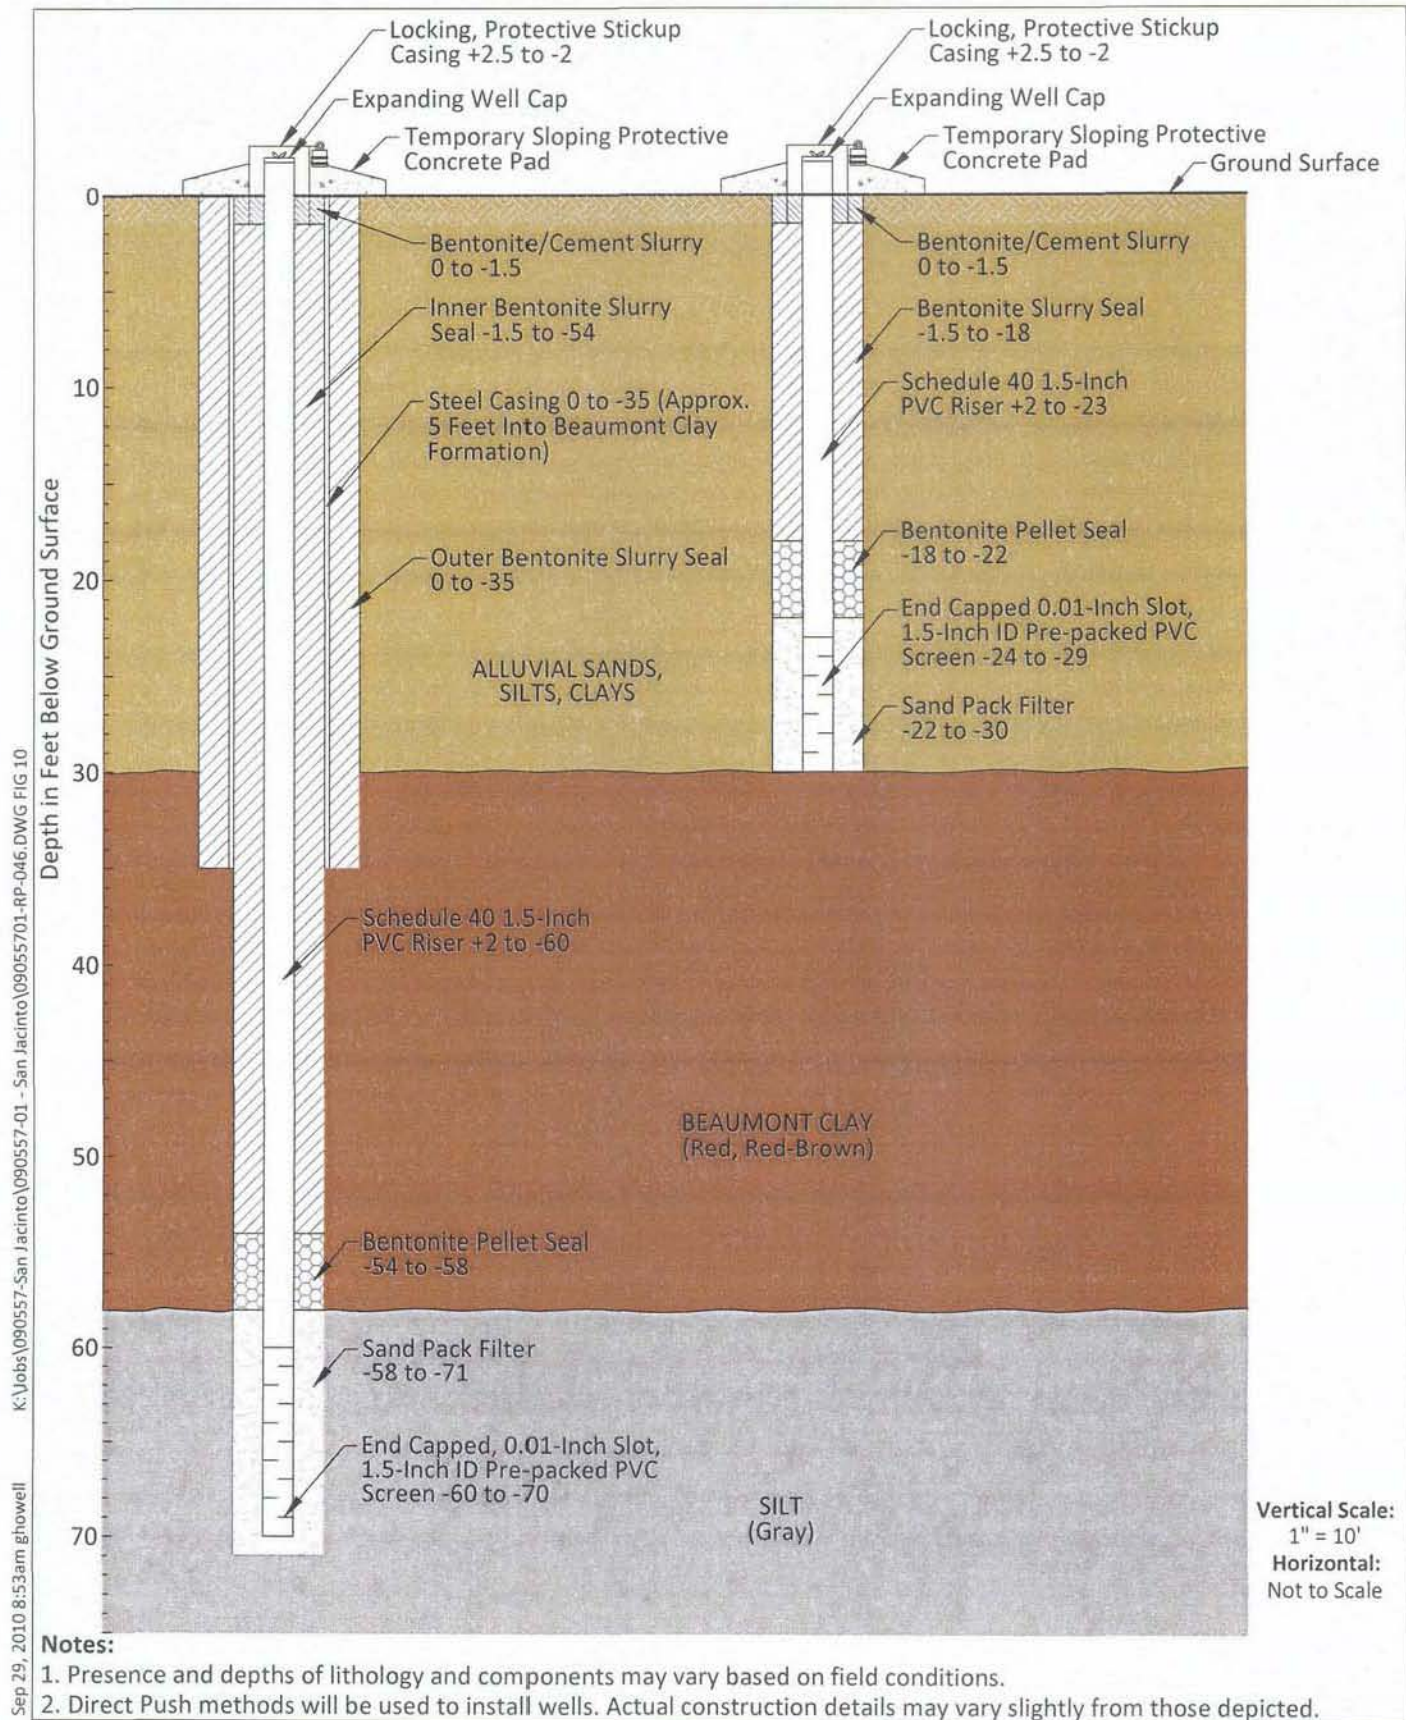 Locking, Protective Stickup
Casing +2.5 to -2
Expanding Well Cap
Temporary Sloping Protective
Concrete Pad
Locking, Protective Stickup
Casing +2.5 to -2
Expanding Well Cap
Temporary Sloping Protective
Concrete Pad
Ground Surface
0
10
20
30
40
50
60
70
Depth in Feet Below Ground Surface
Bentonite/Cement Slurry
0 to -1.5
Inner Bentonite Slurry
Seal -1.5 to -54
Steel Casing 0 to -35 (Approx.
5 Feet Into Beaumont Clay
Formation)
Outer Bentonite Slurry Seal
0 to -35
ALLUVIAL SANDS,
SILTS, CLAYS
Bentonite/Cement Slurry
0 to -1.5
Bentonite Slurry Seal
-1.5 to -18
Schedule 40 1.5-Inch
PVC Riser +2 to -23
Bentonite Pellet Seal
-18 to -22
End Capped 0.01-Inch Slot,
1.5-Inch ID Pre-packed PVC
Screen -24 to -29
Sand Pack Filter
-22 to -30
Schedule 40 1.5-Inch
PVC Riser +2 to -60
BEAUMONT CLAY
(Red, Red-Brown)
Bentonite Pellet Seal
-54 to -58
Sand Pack Filter
-58 to -71
End Capped, 0.01-Inch Slot,
1.5-Inch ID Pre-packed PVC
Screen -60 to -70
SILT
(Gray)
Vertical Scale:
1" = 10'
Horizontal:
Not to Scale
Notes:
1. Presence and depths of lithology and components may vary based on field conditions.
2. Direct Push methods will be used to install wells. Actual construction details may vary slightly from those depicted.
Sep 29, 2010 8:53am ghowell K:\Jobs\090557-San Jacinto\090557-01 - San Jacinto\09055701-RP-046.DWG FIG 10